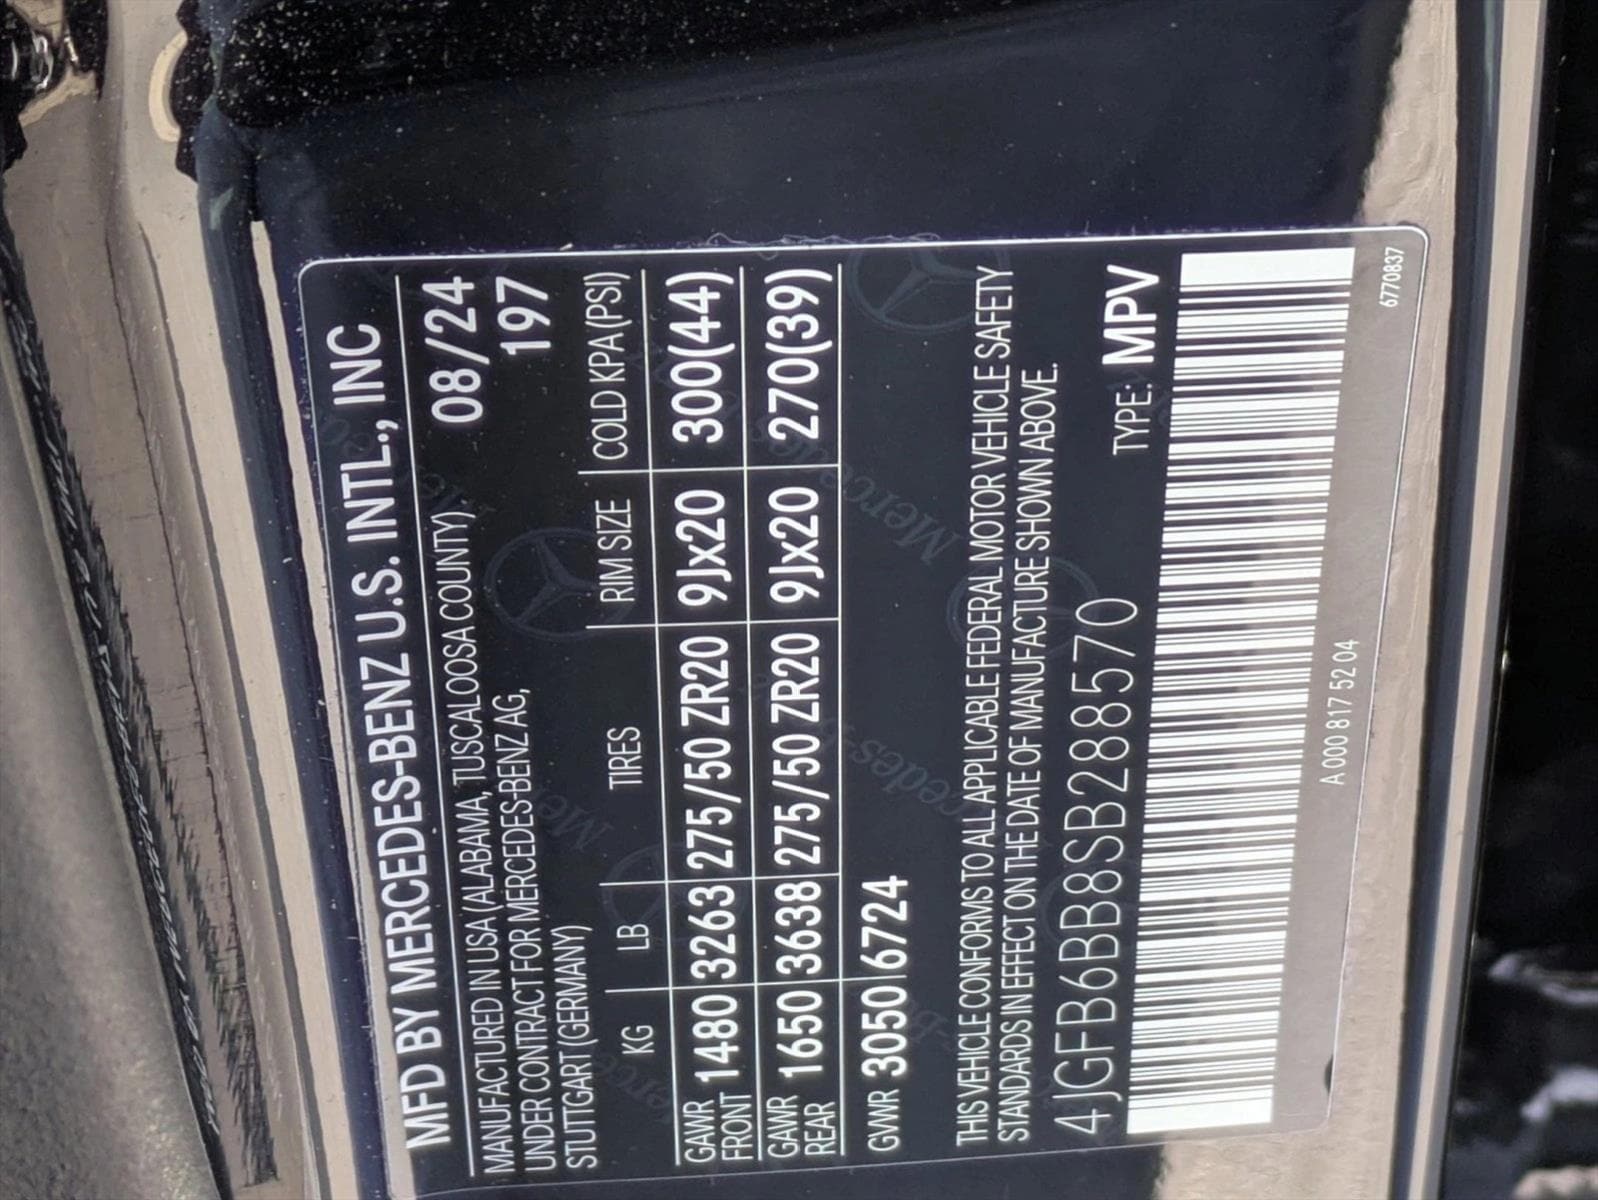 MFD BY MERCEDES-BENZ U.S. INTL., INC
MANUFACTURED IN USA (ALABAMA, TUSCALOOSA COUNTY) 08/24
UNDER CONTRACT FOR MERCEDES-BENZ AG, 197
STUTTGART (GERMANY)
KG LB TIRES RIM SIZE COLD KPA (PSI)
GAWR FRONT 1480 3263 275/50 ZR20 9Jx20 300(44)
GAWR REAR 1650 3638 275/50 ZR20 9Jx20 270(39)
GVWR 3050 6724
THIS VEHICLE CONFORMS TO ALL APPLICABLE FEDERAL MOTOR VEHICLE SAFETY
STANDARDS IN EFFECT ON THE DATE OF MANUFACTURE SHOWN ABOVE.
4JGFB6BB8SB288570 TYPE: MPV
A 000 817 52 04
6770837